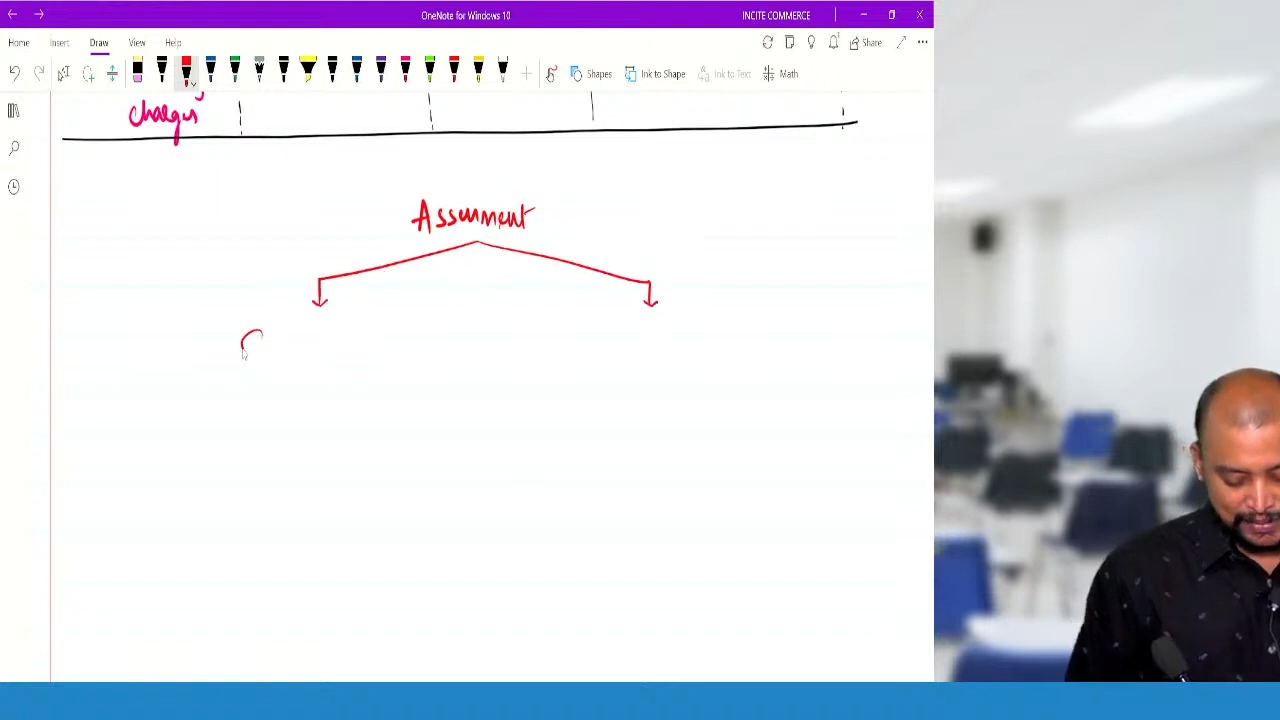 OneNote for Windows 10
INCITE COMMERCE
Home Insert Draw View Help
Share
Shapes
Ink to Shape
Ink to Text
Math
charges
Assessment